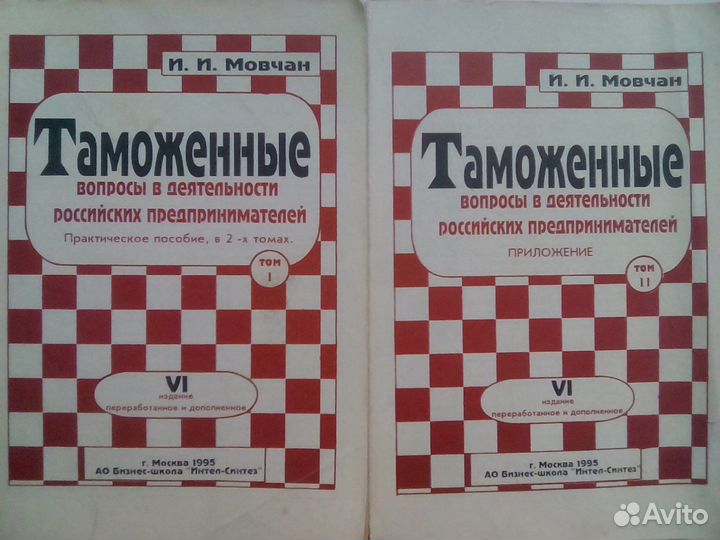 И. И. Мовчан
Таможенные
вопросы в деятельности
российских предпринимателей
Практическое пособие, в 2-х томах.
том
I
VI
издание
переработанное и дополненное
г. Москва 1995
АО Бизнес-школа "Интел-Синтез"
И. И. Мовчан
Таможенные
вопросы в деятельности
российских предпринимателей
ПРИЛОЖЕНИЕ
том
II
VI
издание
переработанное и дополненное
г. Москва 1995
АО Бизнес-школа "Интел-Синтез"
Avito